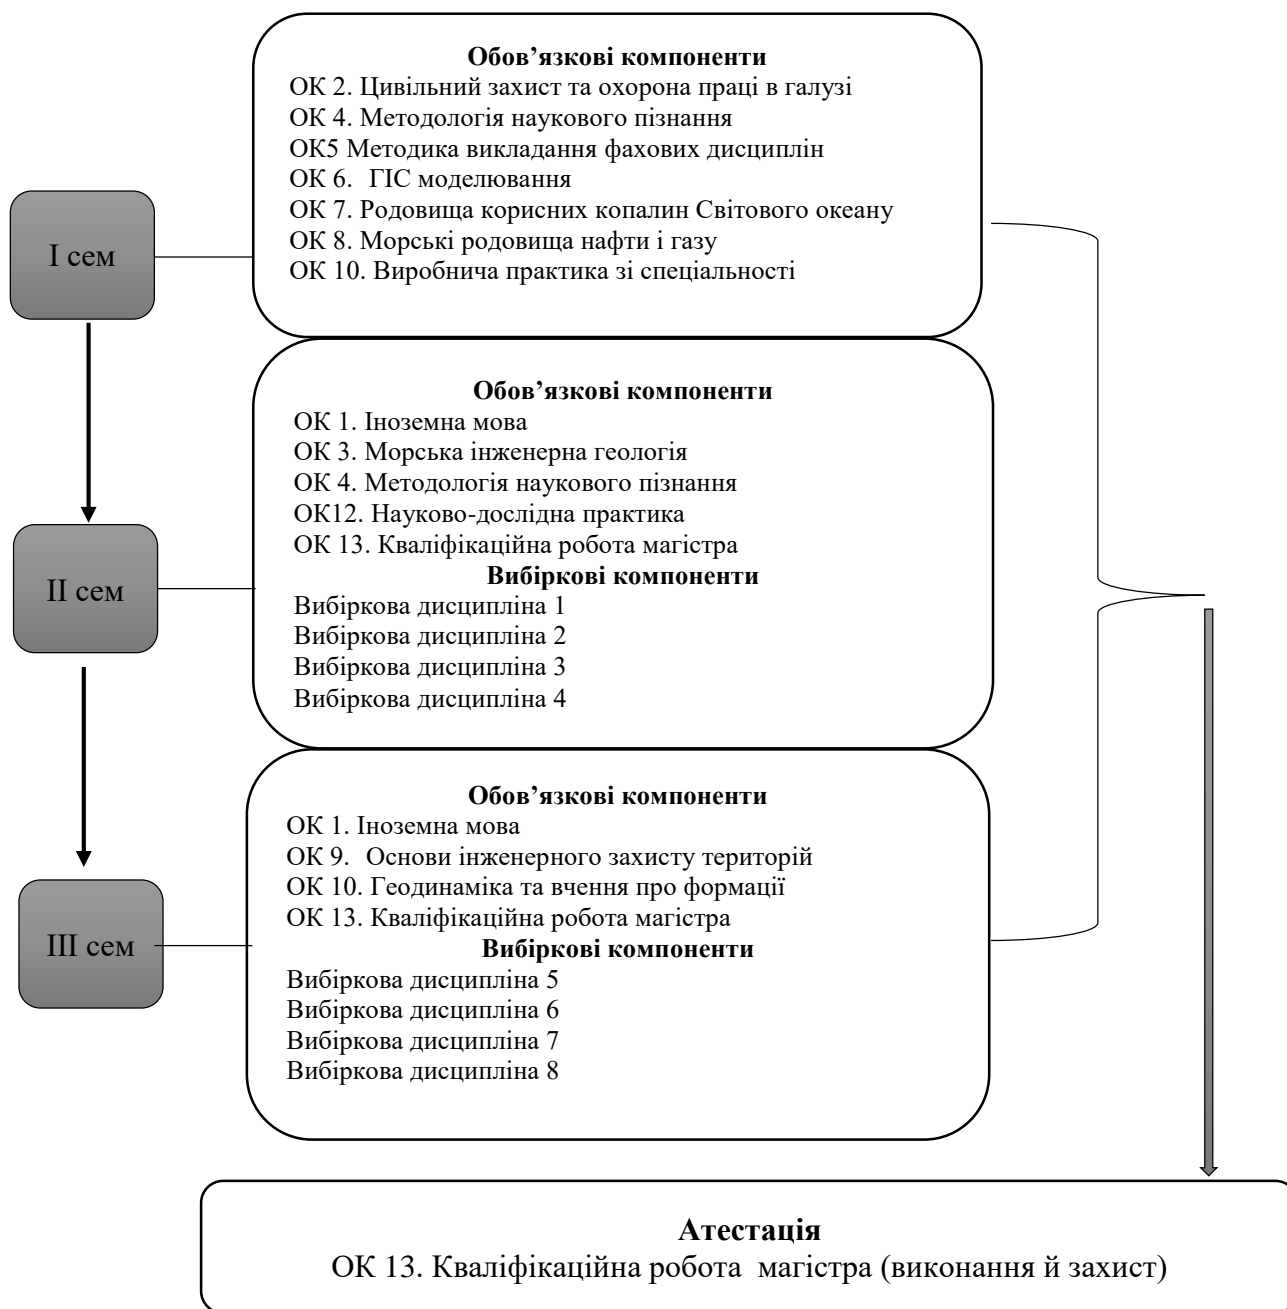 Обов’язкові компоненти
ОК 2. Цивільний захист та охорона праці в галузі
ОК 4. Методологія наукового пізнання
ОК5 Методика викладання фахових дисциплін
ОК 6. ГІС моделювання
ОК 7. Родовища корисних копалин Світового океану
ОК 8. Морські родовища нафти і газу
ОК 10. Виробнича практика зі спеціальності
І сем
Обов’язкові компоненти
ОК 1. Іноземна мова
ОК 3. Морська інженерна геологія
ОК 4. Методологія наукового пізнання
ОК12. Науково-дослідна практика
ОК 13. Кваліфікаційна робота магістра
Вибіркові компоненти
Вибіркова дисципліна 1
Вибіркова дисципліна 2
Вибіркова дисципліна 3
Вибіркова дисципліна 4
ІІ сем
Обов’язкові компоненти
ОК 1. Іноземна мова
ОК 9. Основи інженерного захисту територій
ОК 10. Геодинаміка та вчення про формації
ОК 13. Кваліфікаційна робота магістра
Вибіркові компоненти
Вибіркова дисципліна 5
Вибіркова дисципліна 6
Вибіркова дисципліна 7
Вибіркова дисципліна 8
ІІІ сем
Атестація
ОК 13. Кваліфікаційна робота магістра (виконання й захист)